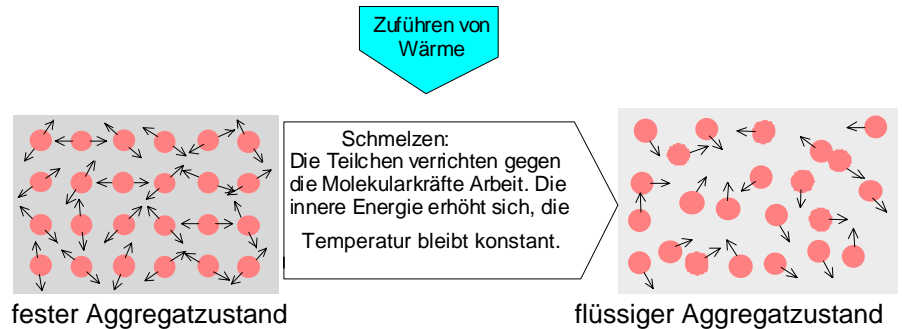 Zuführen von
Wärme
Schmelzen:
Die Teilchen verrichten gegen
die Molekularkräfte Arbeit. Die
innere Energie erhöht sich, die
Temperatur bleibt konstant.
fester Aggregatzustand
flüssiger Aggregatzustand